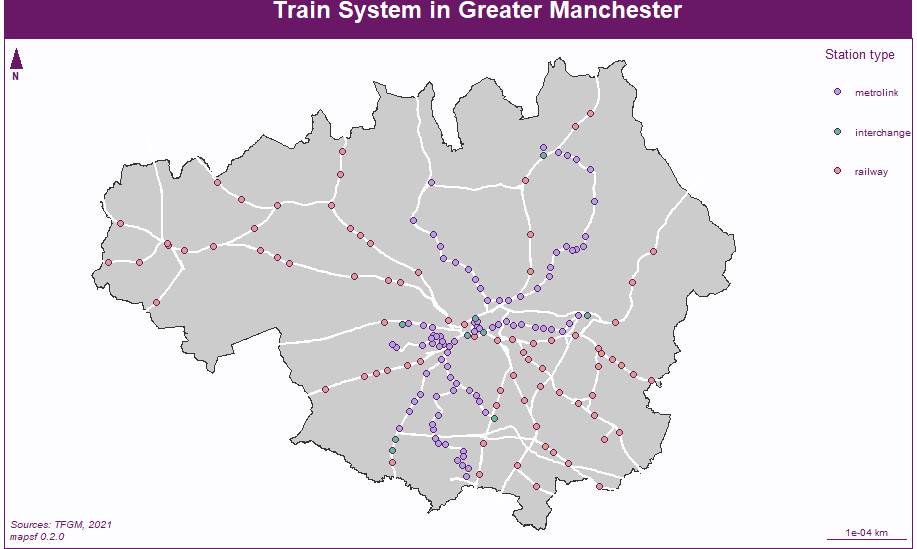 Train System in Greater Manchester
N
Station type
metrolink
interchange
railway
Sources: TFGM, 2021
mapsf 0.2.0
1e-04 km